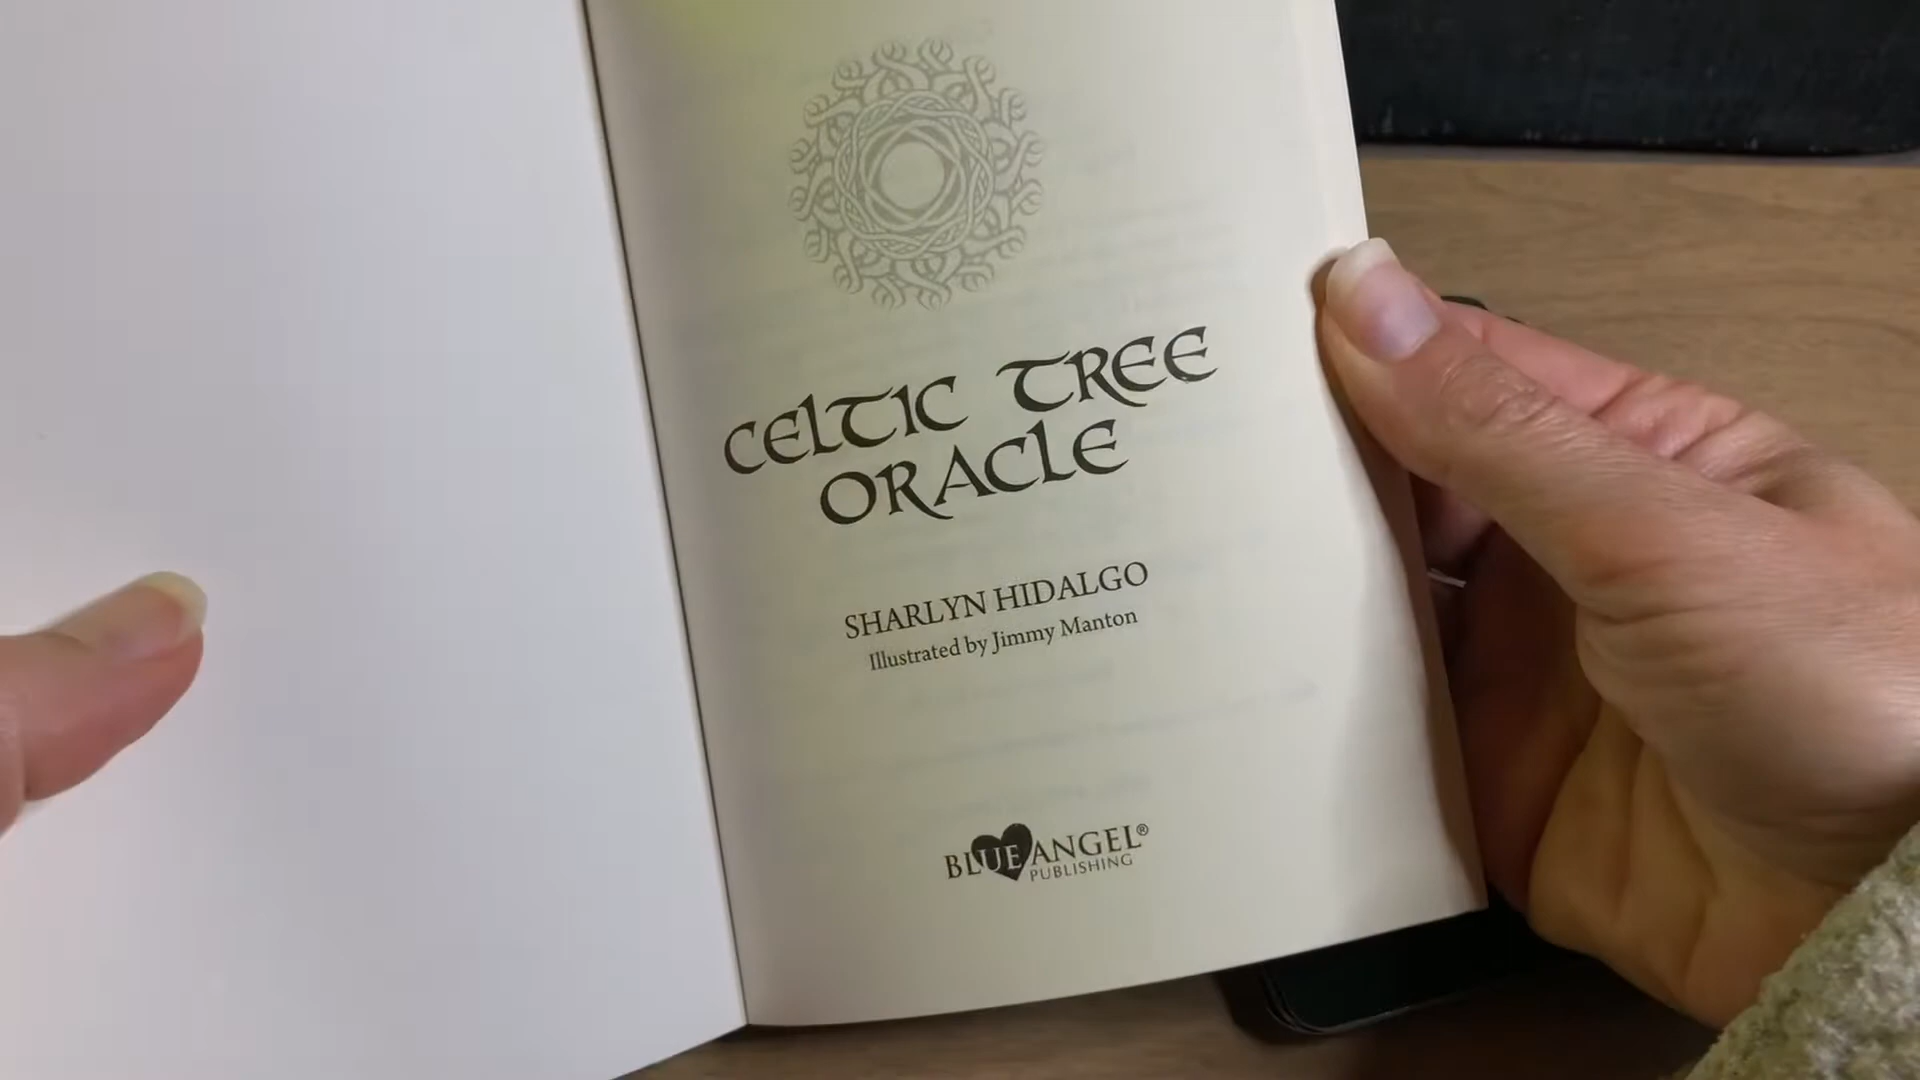 CELTIC TREE
ORACLE
SHARLYN HIDALGO
Illustrated by Jimmy Manton
BLUE ANGEL®
PUBLISHING